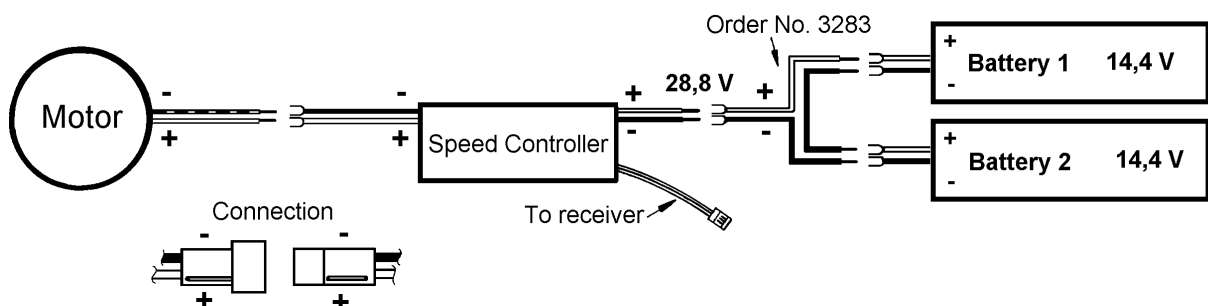 Order No. 3283
+ Battery 1 14,4 V
-
28,8 V
+ +
- -
Motor
- -
+ +
Speed Controller
+ Battery 2 14,4 V
-
To receiver
Connection
- -
+ +